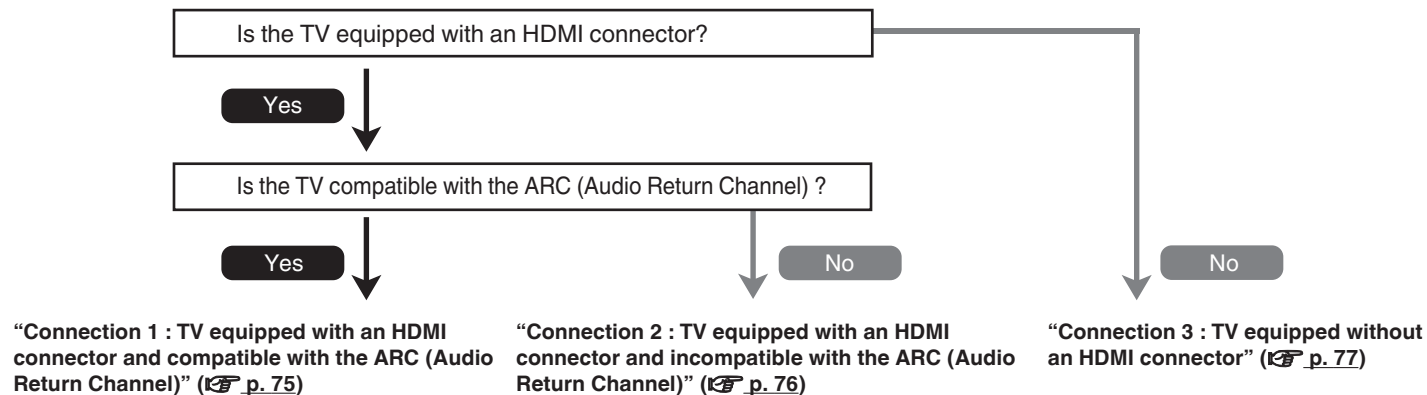 Is the TV equipped with an HDMI connector?
Yes
Is the TV compatible with the ARC (Audio Return Channel) ?
Yes
No
No
“Connection 1 : TV equipped with an HDMI
connector and compatible with the ARC (Audio
Return Channel)” (☞ p. 75)
“Connection 2 : TV equipped with an HDMI
connector and incompatible with the ARC (Audio
Return Channel)” (☞ p. 76)
“Connection 3 : TV equipped without
an HDMI connector” (☞ p. 77)